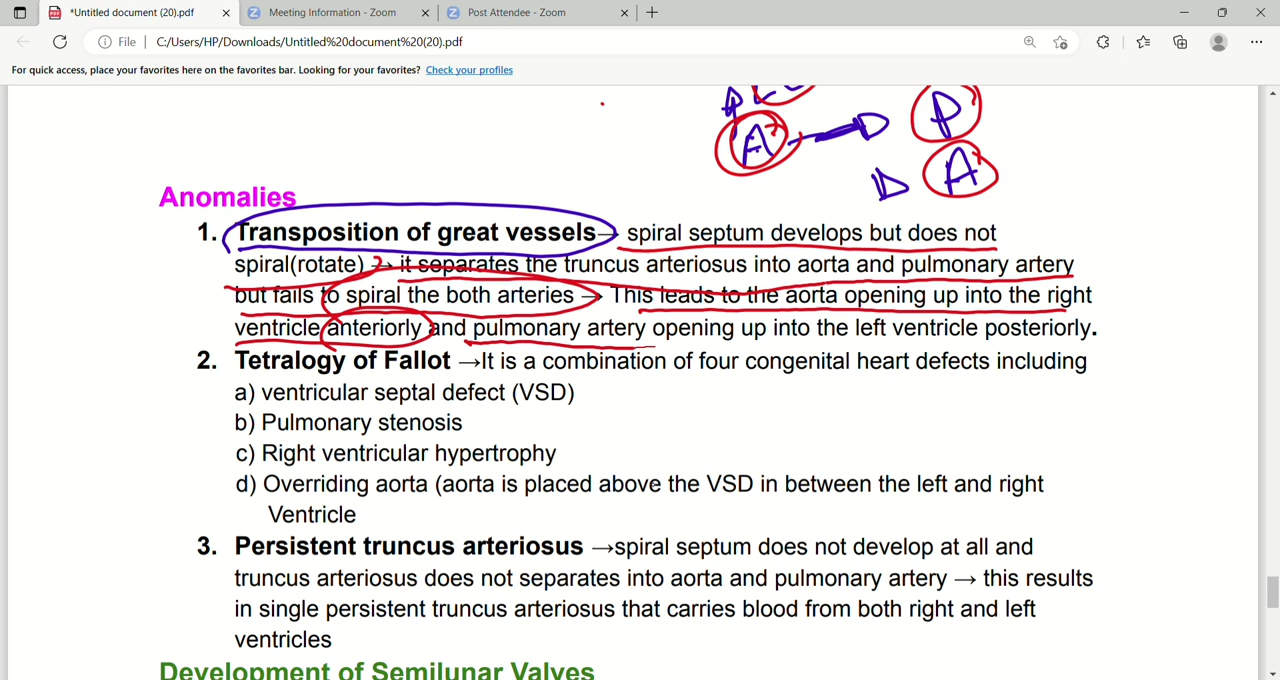 *Untitled document (20).pdf
Meeting Information - Zoom
Post Attendee - Zoom
File
C:/Users/HP/Downloads/Untitled%20document%20(20).pdf
For quick access, place your favorites here on the favorites bar. Looking for your favorites? Check your profiles
P
A
A
Anomalies
1. Transposition of great vessels→ spiral septum develops but does not
spiral(rotate) → it separates the truncus arteriosus into aorta and pulmonary artery
but fails to spiral the both arteries → This leads to the aorta opening up into the right
ventricle anteriorly and pulmonary artery opening up into the left ventricle posteriorly.
2. Tetralogy of Fallot →It is a combination of four congenital heart defects including
a) ventricular septal defect (VSD)
b) Pulmonary stenosis
c) Right ventricular hypertrophy
d) Overriding aorta (aorta is placed above the VSD in between the left and right
Ventricle
3. Persistent truncus arteriosus →spiral septum does not develop at all and
truncus arteriosus does not separates into aorta and pulmonary artery → this results
in single persistent truncus arteriosus that carries blood from both right and left
ventricles
Development of Semilunar Valves